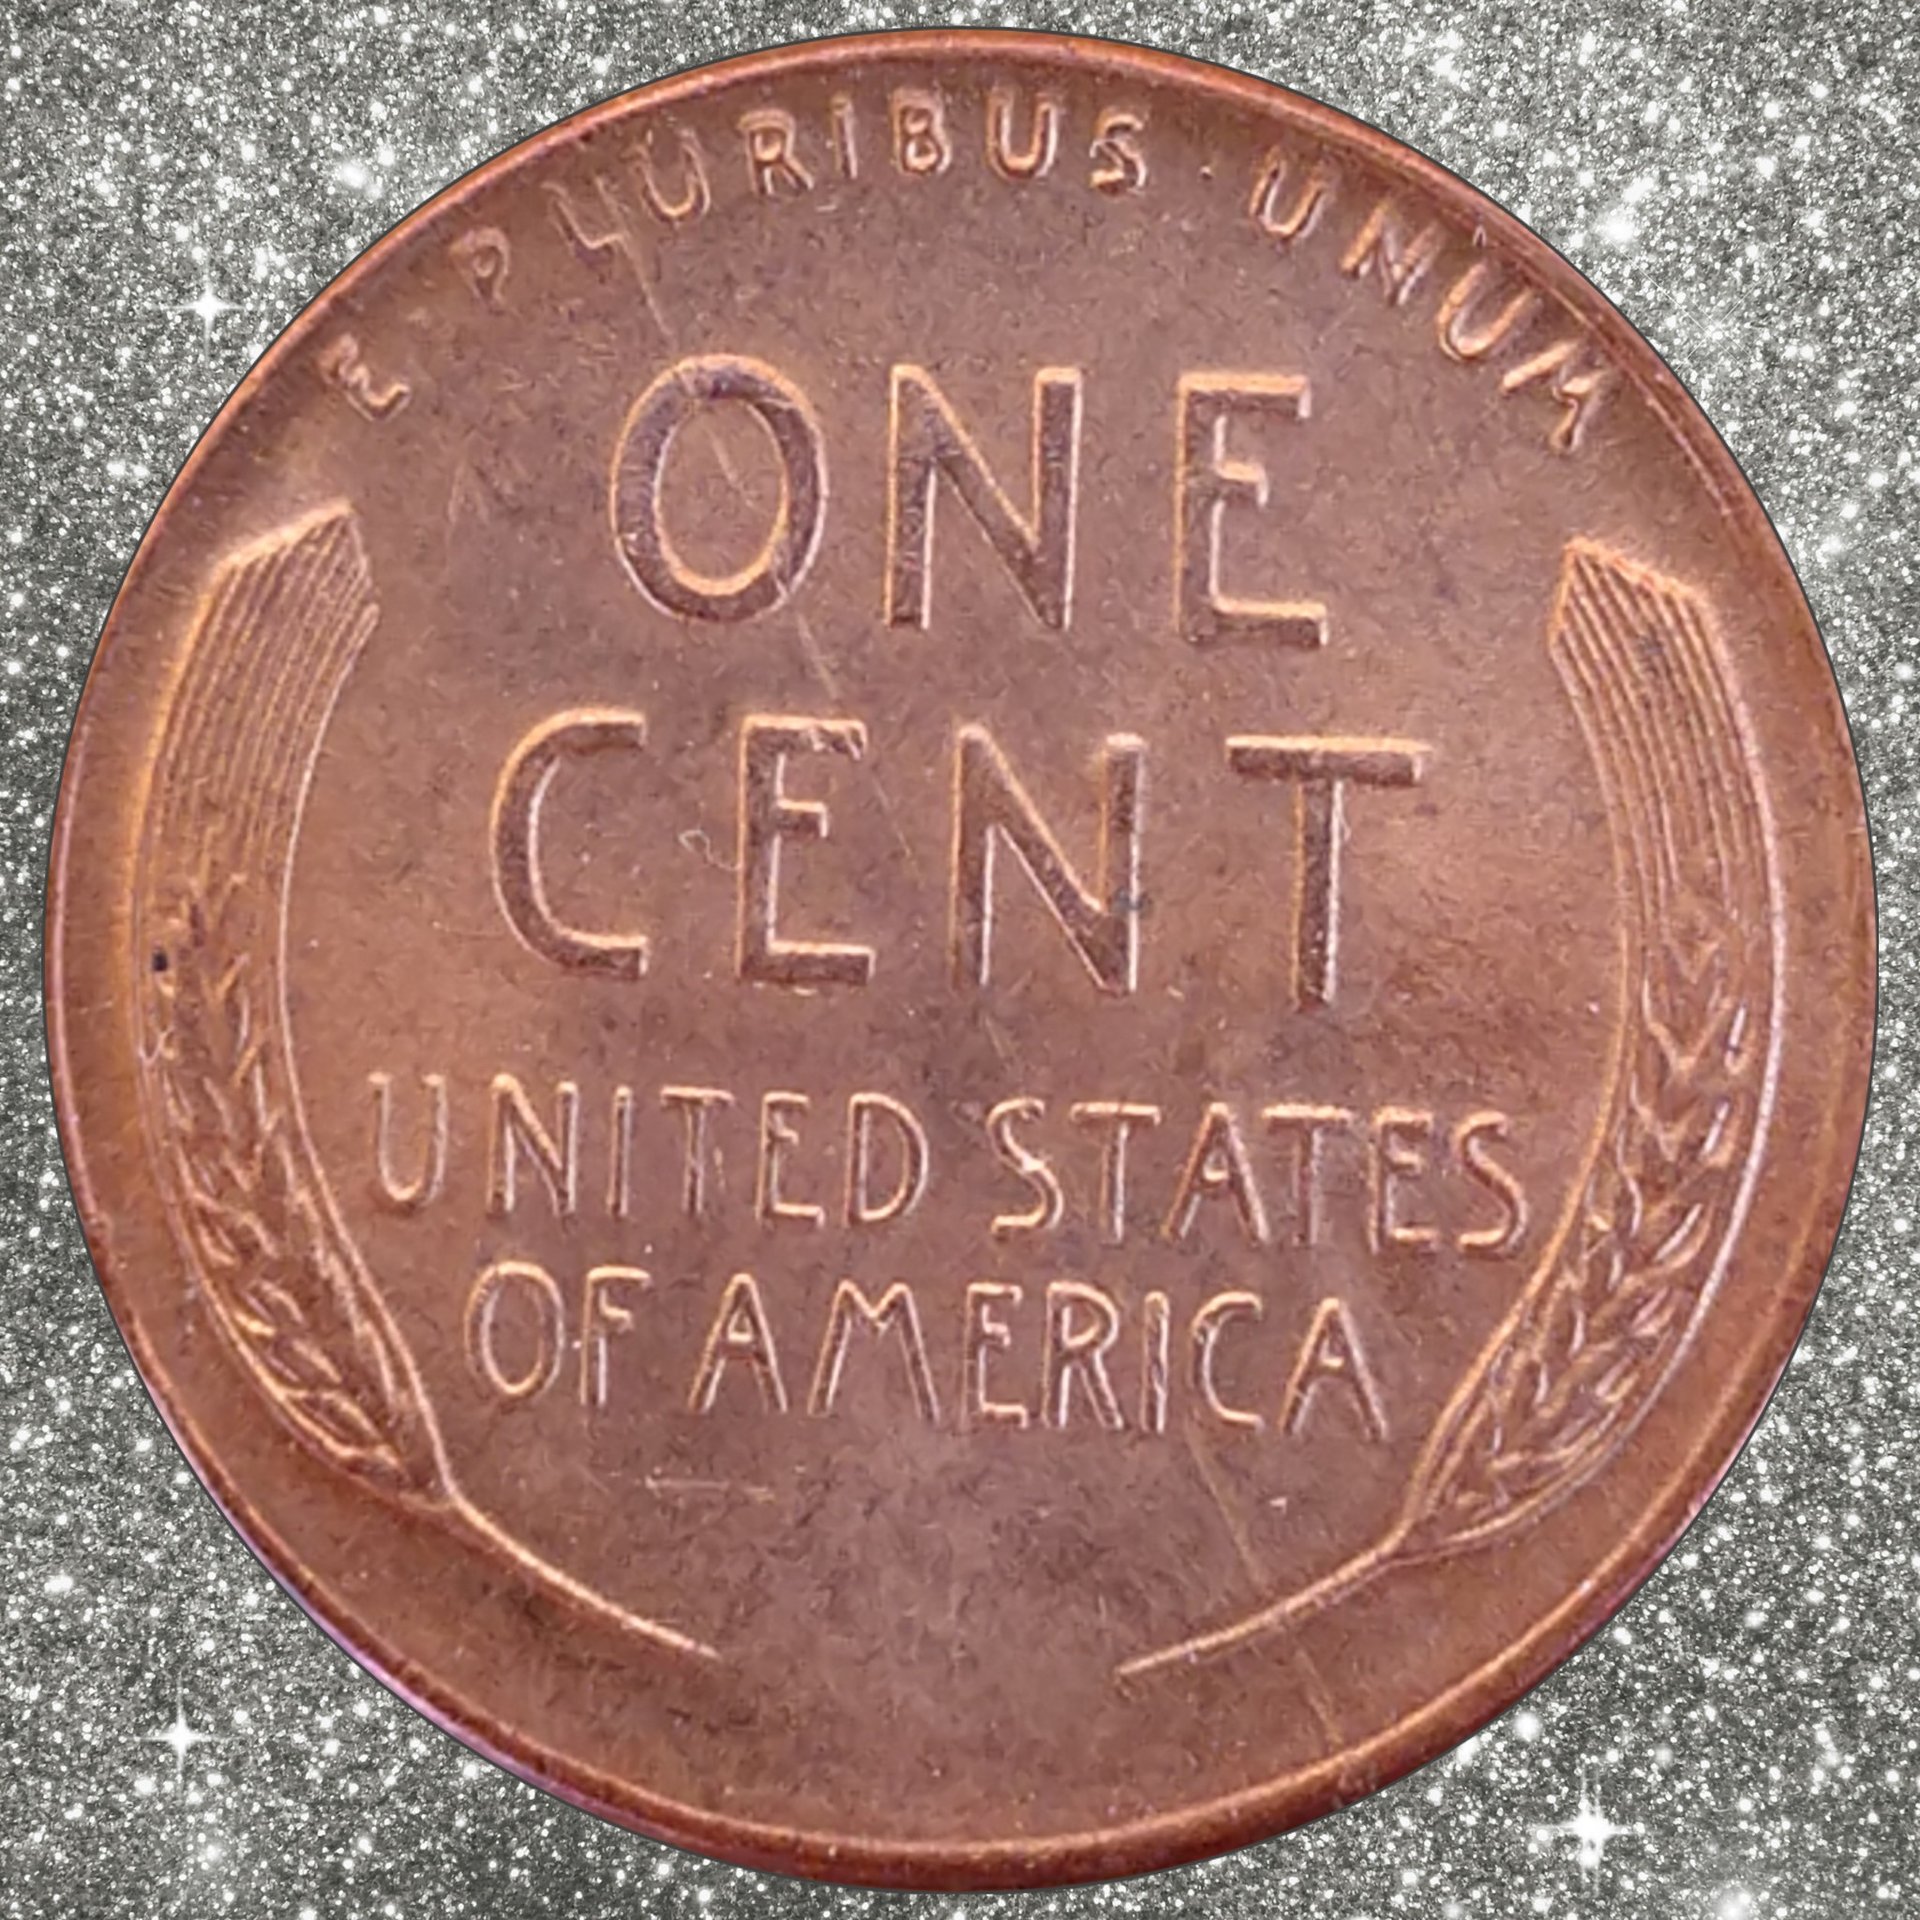 E · PLURIBUS · UNUM
ONE
CENT
UNITED STATES
OF AMERICA